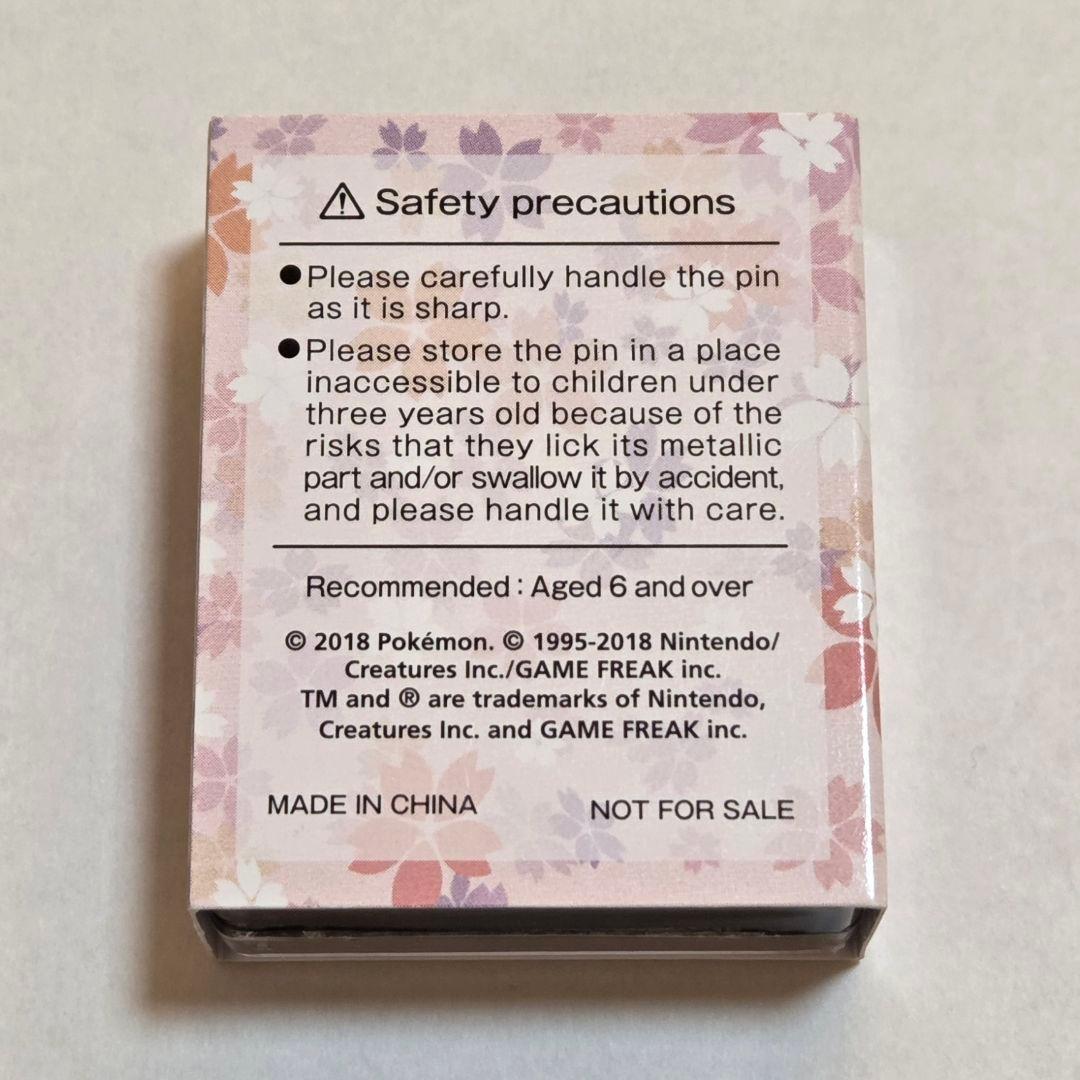 ⚠ Safety precautions
●Please carefully handle the pin
as it is sharp.
●Please store the pin in a place
inaccessible to children under
three years old because of the
risks that they lick its metallic
part and/or swallow it by accident,
and please handle it with care.
Recommended : Aged 6 and over
© 2018 Pokémon. © 1995-2018 Nintendo/
Creatures Inc./GAME FREAK inc.
TM and ® are trademarks of Nintendo,
Creatures Inc. and GAME FREAK inc.
MADE IN CHINA NOT FOR SALE